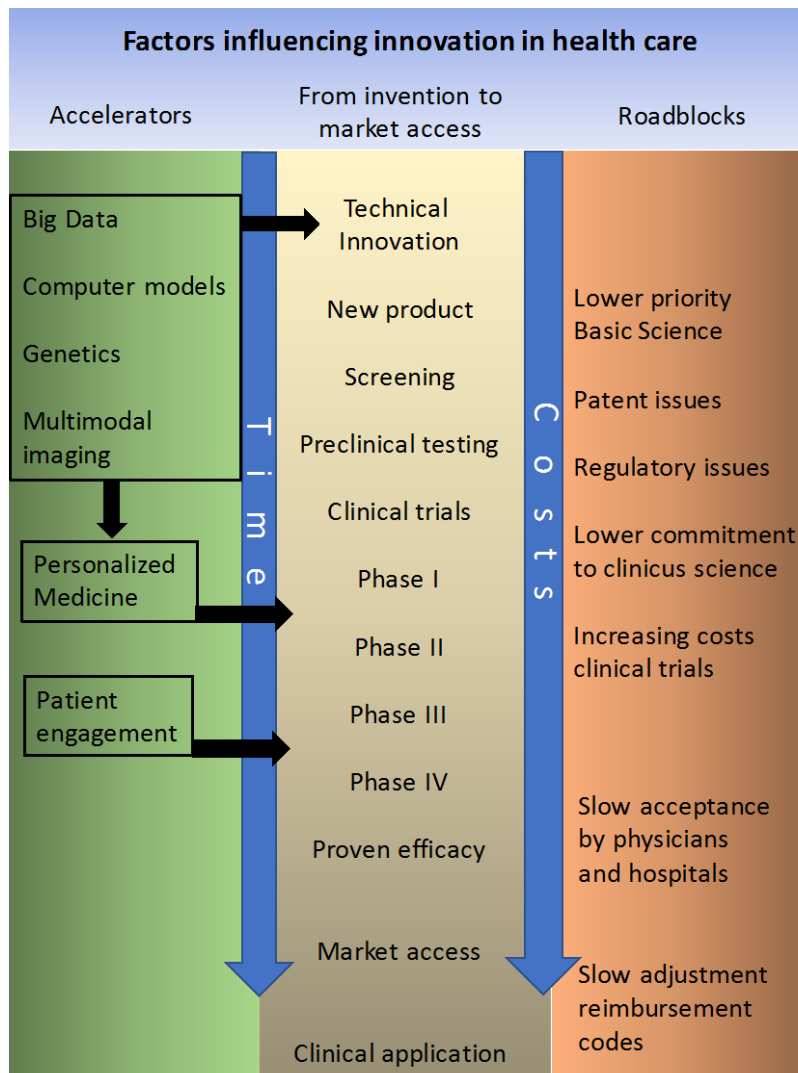 Factors influencing innovation in health care
Accelerators
From invention to
market access
Roadblocks
Big Data
Computer models
Genetics
Multimodal
imaging
Personalized
Medicine
Patient
engagement
Time
Technical
Innovation
New product
Screening
Preclinical testing
Clinical trials
Phase I
Phase II
Phase III
Phase IV
Proven efficacy
Market access
Clinical application
Costs
Lower priority
Basic Science
Patent issues
Regulatory issues
Lower commitment
to clinicus science
Increasing costs
clinical trials
Slow acceptance
by physicians
and hospitals
Slow adjustment
reimbursement
codes